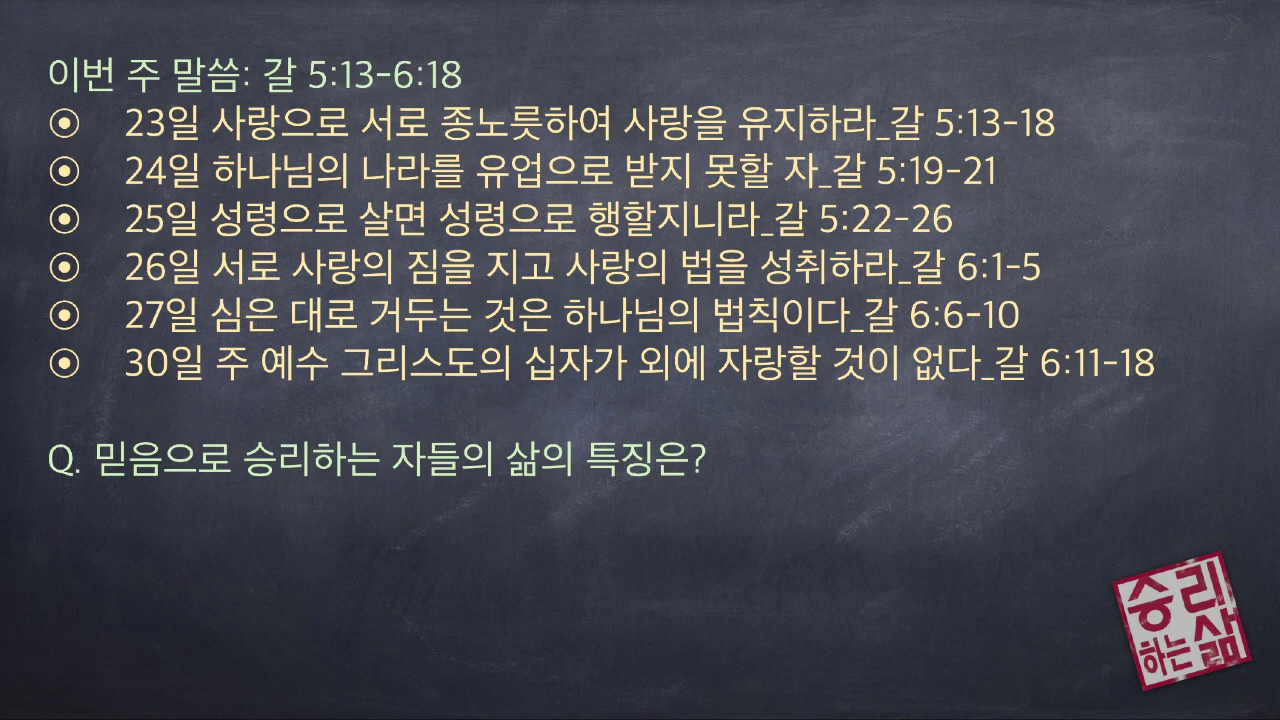 이번 주 말씀: 갈 5:13-6:18
⦿ 23일 사랑으로 서로 종노릇하여 사랑을 유지하라_갈 5:13-18
⦿ 24일 하나님의 나라를 유업으로 받지 못할 자_갈 5:19-21
⦿ 25일 성령으로 살면 성령으로 행할지니라_갈 5:22-26
⦿ 26일 서로 사랑의 짐을 지고 사랑의 법을 성취하라_갈 6:1-5
⦿ 27일 심은 대로 거두는 것은 하나님의 법칙이다_갈 6:6-10
⦿ 30일 주 예수 그리스도의 십자가 외에 자랑할 것이 없다_갈 6:11-18
Q. 믿음으로 승리하는 자들의 삶의 특징은?
승리
하는 삶